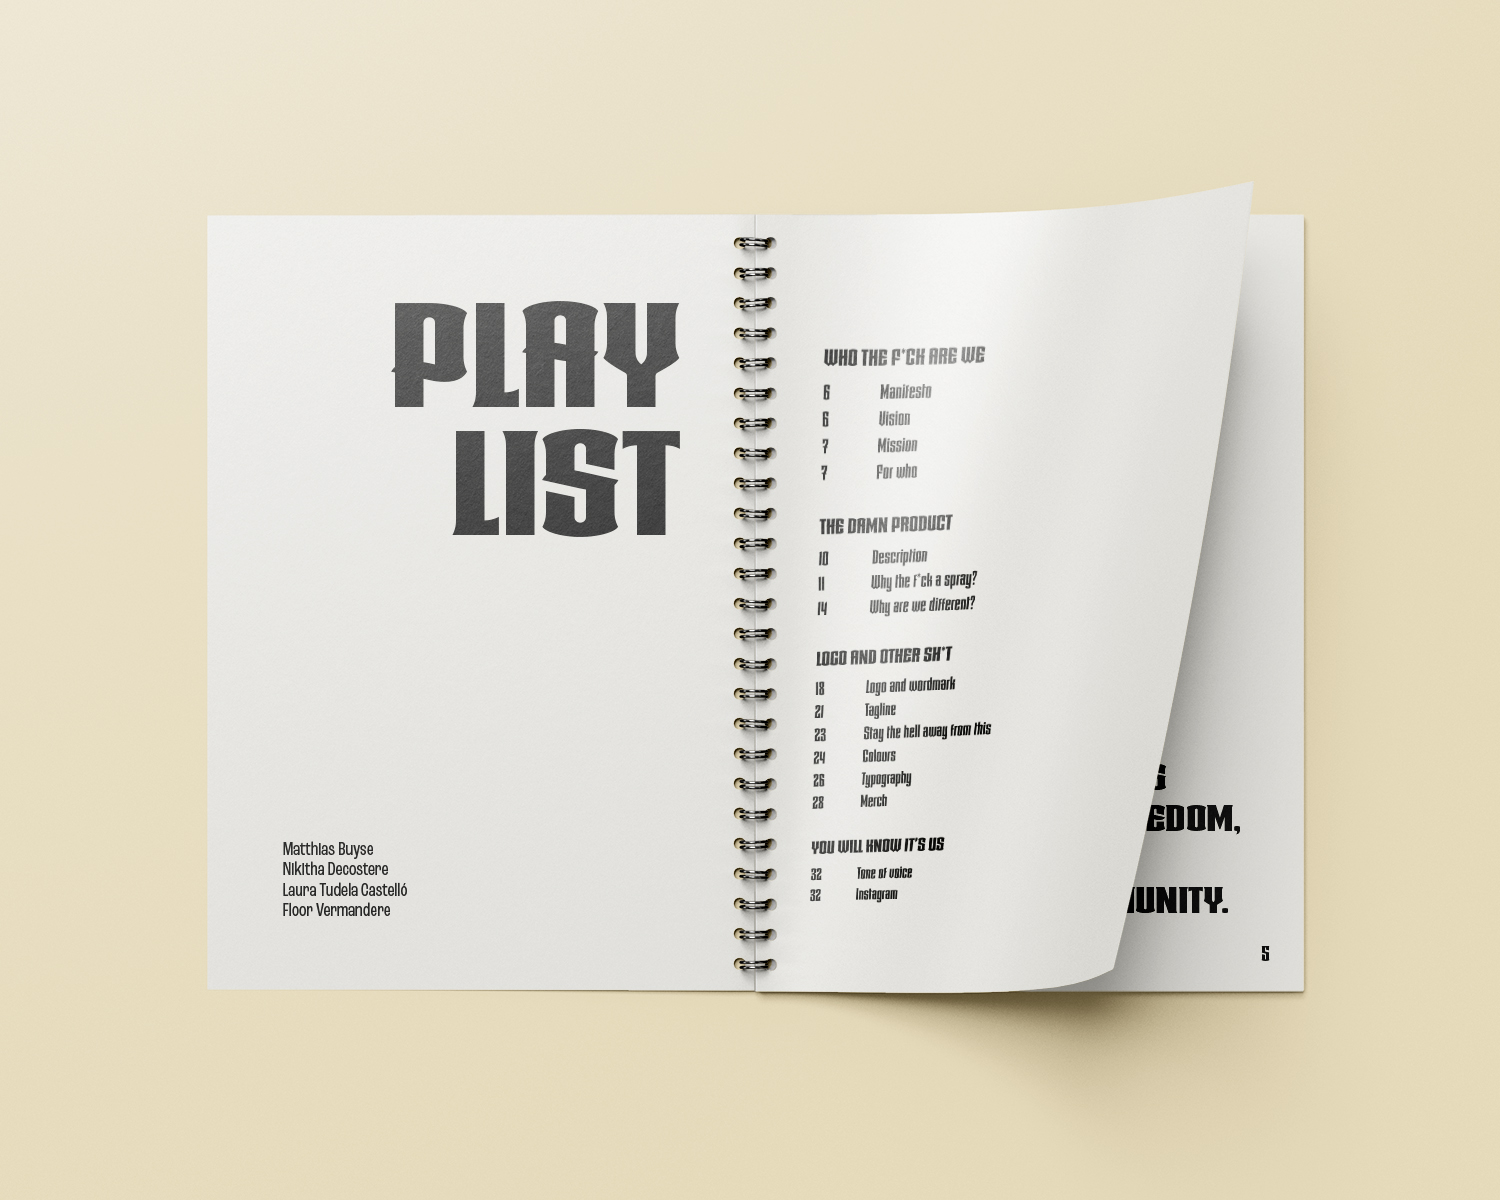 PLAY
LIST
Matthias Buyse
Nikitha Decostere
Laura Tudela Castelló
Floor Vermandere
WHO THE F*CK ARE WE
6 Manifesto
6 Vision
7 Mission
7 For who
THE DAMN PRODUCT
10 Description
11 Why the f*ck a spray?
14 Why are we different?
LOGO AND OTHER SH*T
18 Logo and wordmark
21 Tagline
23 Stay the hell away from this
24 Colours
26 Typography
28 Merch
YOU WILL KNOW IT'S US
32 Tone of voice
32 Instagram
EDOM,
UNITY.
5